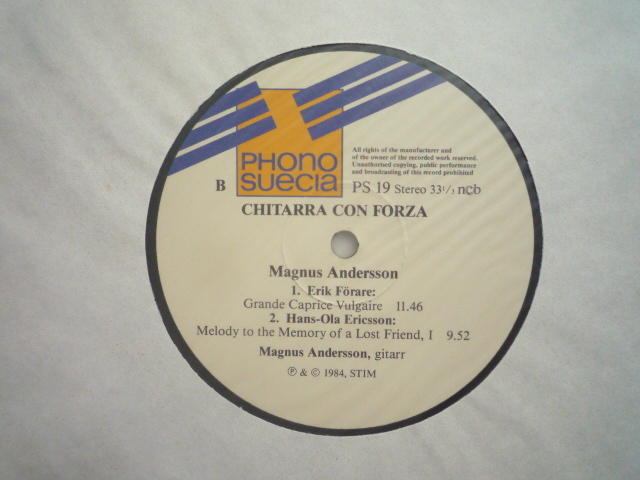 PHONO
SUECIA
All rights of the manufacturer and
of the owner of the recorded work reserved.
Unauthorised copying, public performance
and broadcasting of this record prohibited
B
PS 19 Stereo 33¹/₃ ncb
CHITARRA CON FORZA
Magnus Andersson
1. Erik Förare:
Grande Caprice Vulgaire 11.46
2. Hans-Ola Ericsson:
Melody to the Memory of a Lost Friend, I 9.52
Magnus Andersson, gitarr
℗ & © 1984, STIM